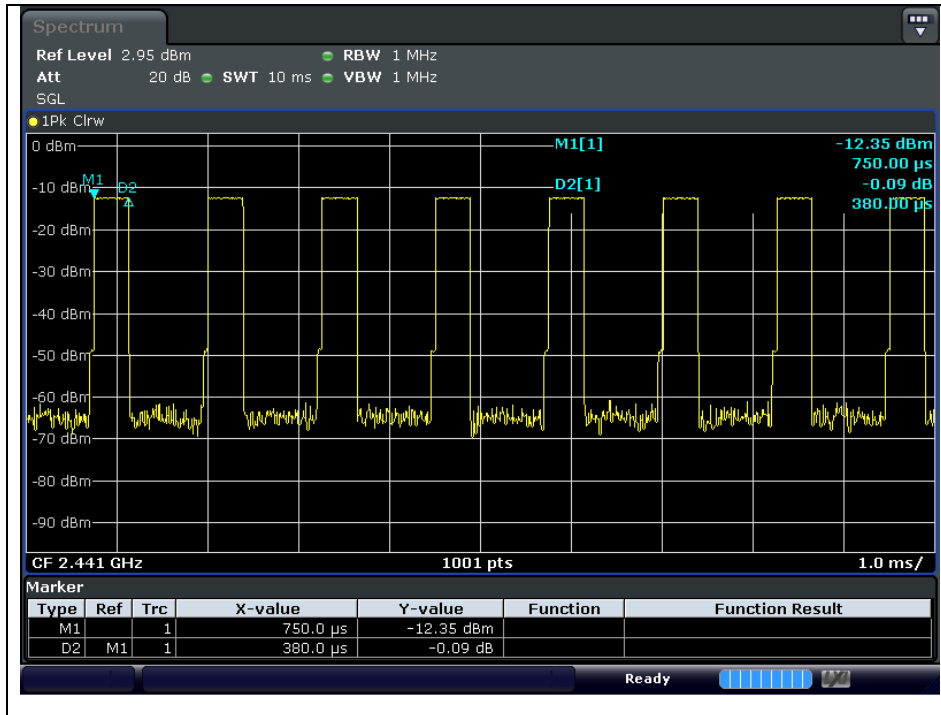 Spectrum
Ref Level 2.95 dBm RBW 1 MHz
Att 20 dB SWT 10 ms VBW 1 MHz
SGL
1Pk Clrw
M1[1] -12.35 dBm
750.00 µs
D2[1] -0.09 dB
380.00 µs
0 dBm
M1 D2
-10 dBm
-20 dBm
-30 dBm
-40 dBm
-50 dBm
-60 dBm
-70 dBm
-80 dBm
-90 dBm
CF 2.441 GHz 1001 pts 1.0 ms/
Marker
Type Ref Trc X-value Y-value Function Function Result
M1 1 750.0 µs -12.35 dBm
D2 M1 1 380.0 µs -0.09 dB
Ready